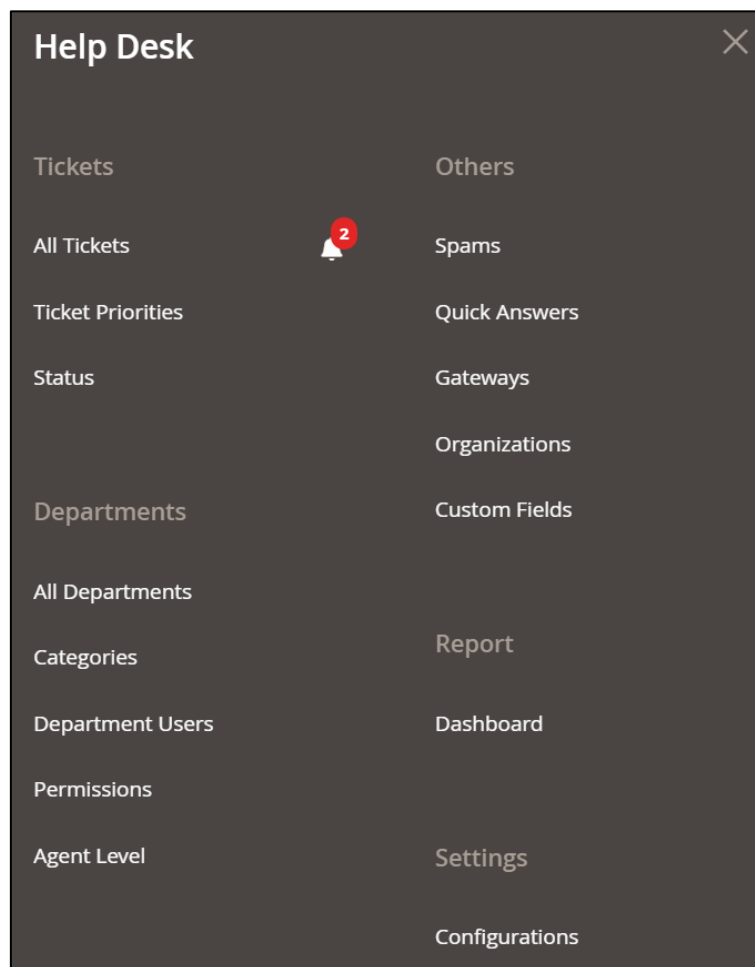 Help Desk
Tickets
All Tickets
2
Ticket Priorities
Status
Departments
All Departments
Categories
Department Users
Permissions
Agent Level
Others
Spams
Quick Answers
Gateways
Organizations
Custom Fields
Report
Dashboard
Settings
Configurations